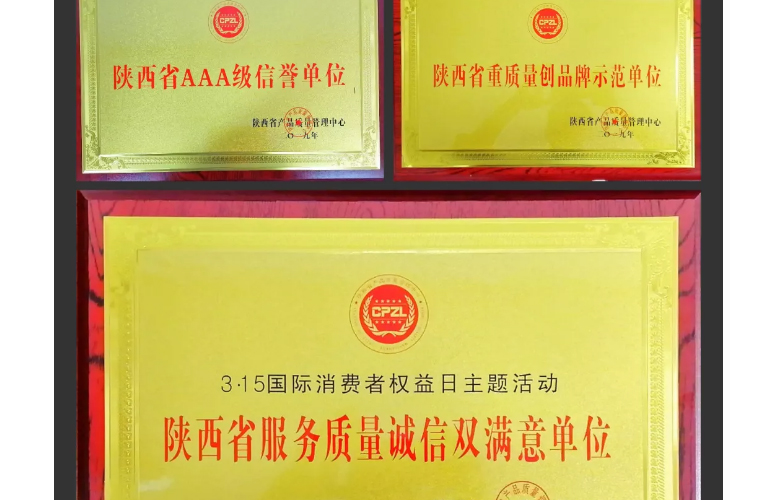 CPZL
陕西省AAA级信誉单位
陕西省产品质量管理中心
二〇一九年
CPZL
陕西省重质量创品牌示范单位
陕西省产品质量管理中心
二〇一九年
CPZL
3·15国际消费者权益日主题活动
陕西省服务质量诚信双满意单位
产品质量